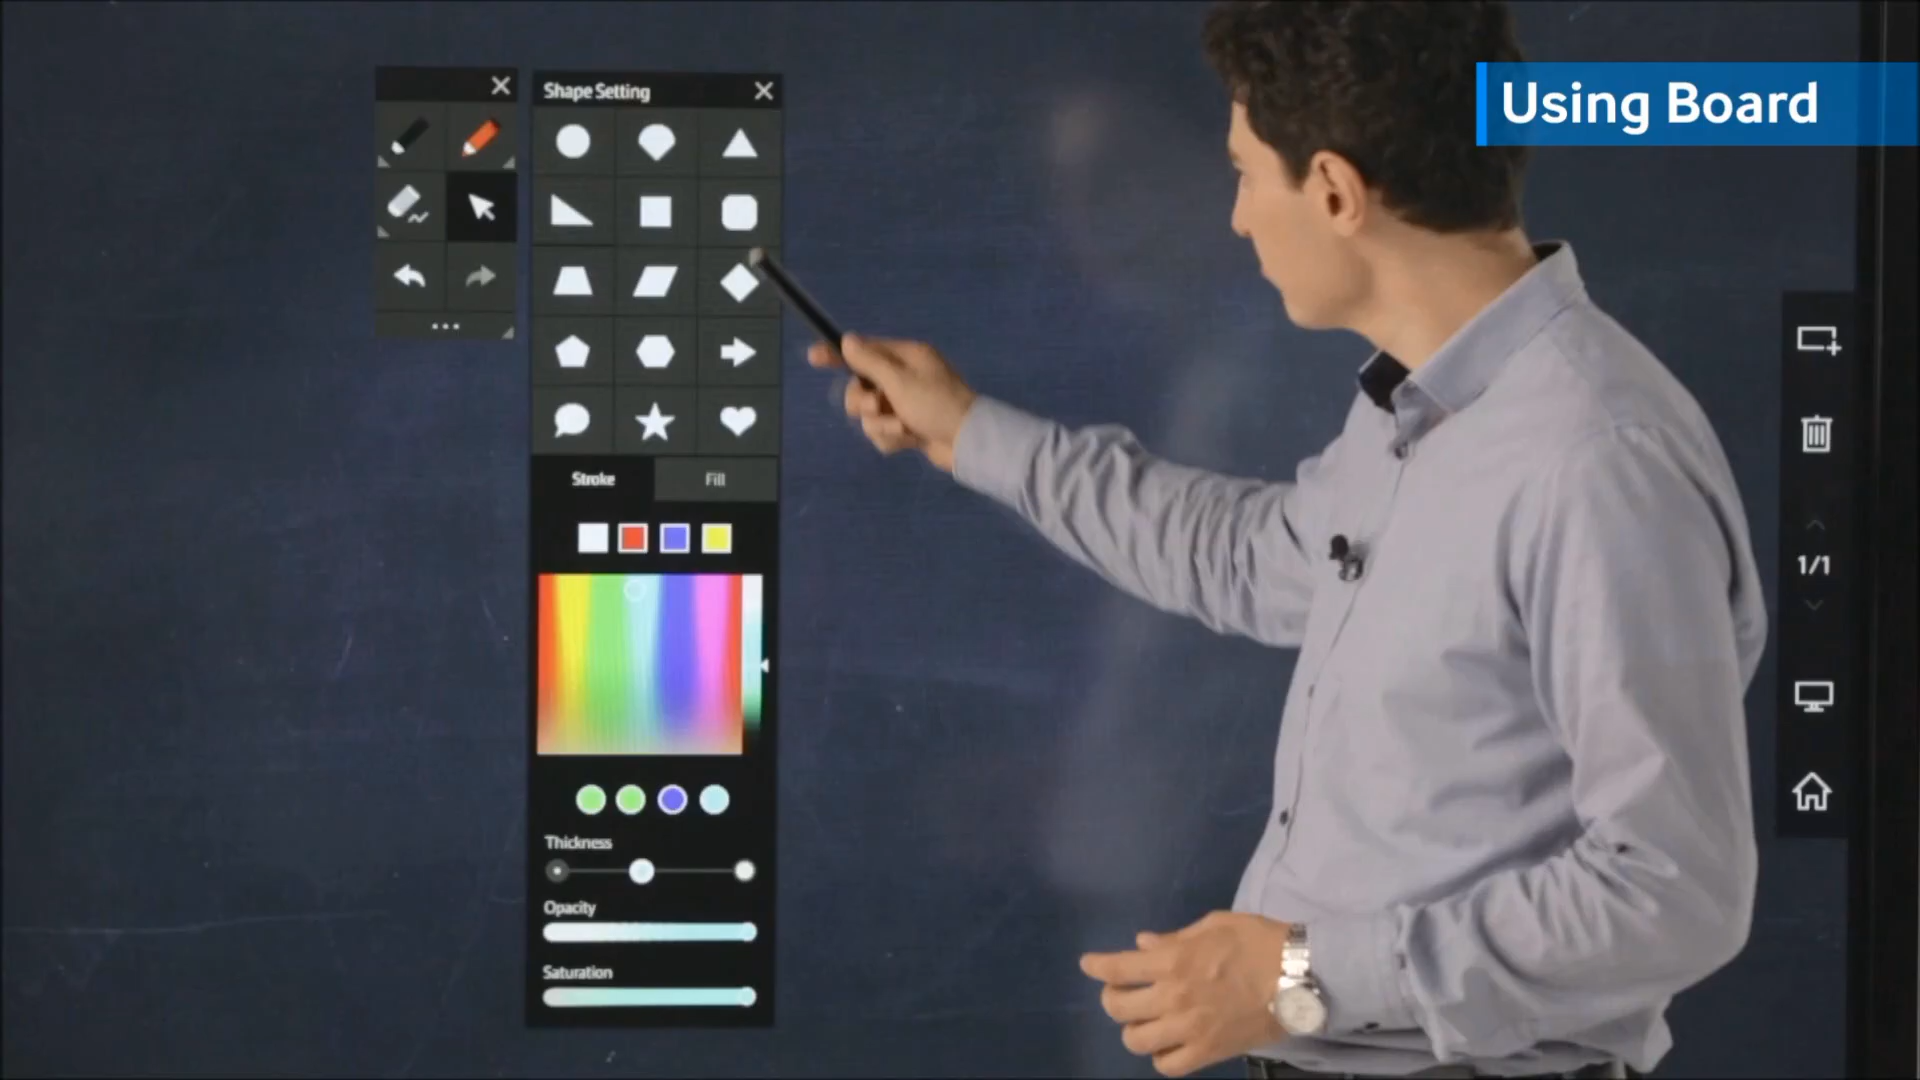 Using Board
Shape Setting
Stroke
Fill
1/1
Thickness
Opacity
Saturation